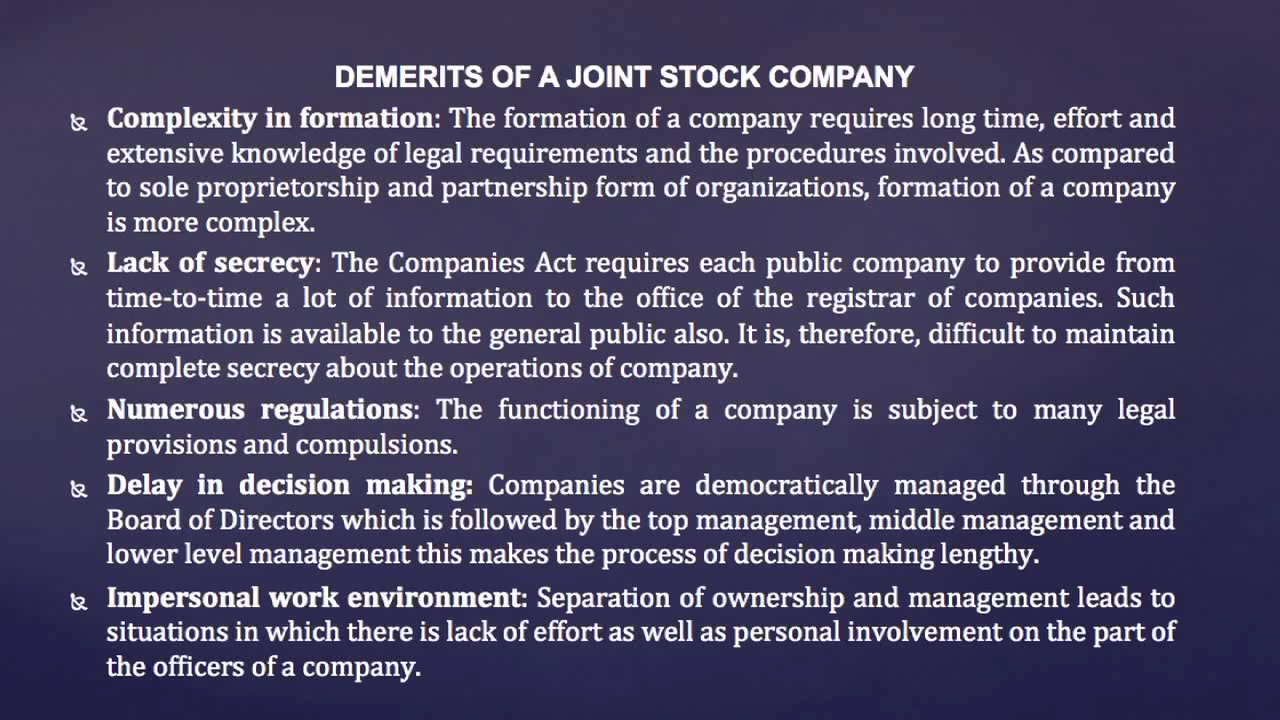 DEMERITS OF A JOINT STOCK COMPANY
Complexity in formation: The formation of a company requires long time, effort and
extensive knowledge of legal requirements and the procedures involved. As compared
to sole proprietorship and partnership form of organizations, formation of a company
is more complex.
Lack of secrecy: The Companies Act requires each public company to provide from
time-to-time a lot of information to the office of the registrar of companies. Such
information is available to the general public also. It is, therefore, difficult to maintain
complete secrecy about the operations of company.
Numerous regulations: The functioning of a company is subject to many legal
provisions and compulsions.
Delay in decision making: Companies are democratically managed through the
Board of Directors which is followed by the top management, middle management and
lower level management this makes the process of decision making lengthy.
Impersonal work environment: Separation of ownership and management leads to
situations in which there is lack of effort as well as personal involvement on the part of
the officers of a company.